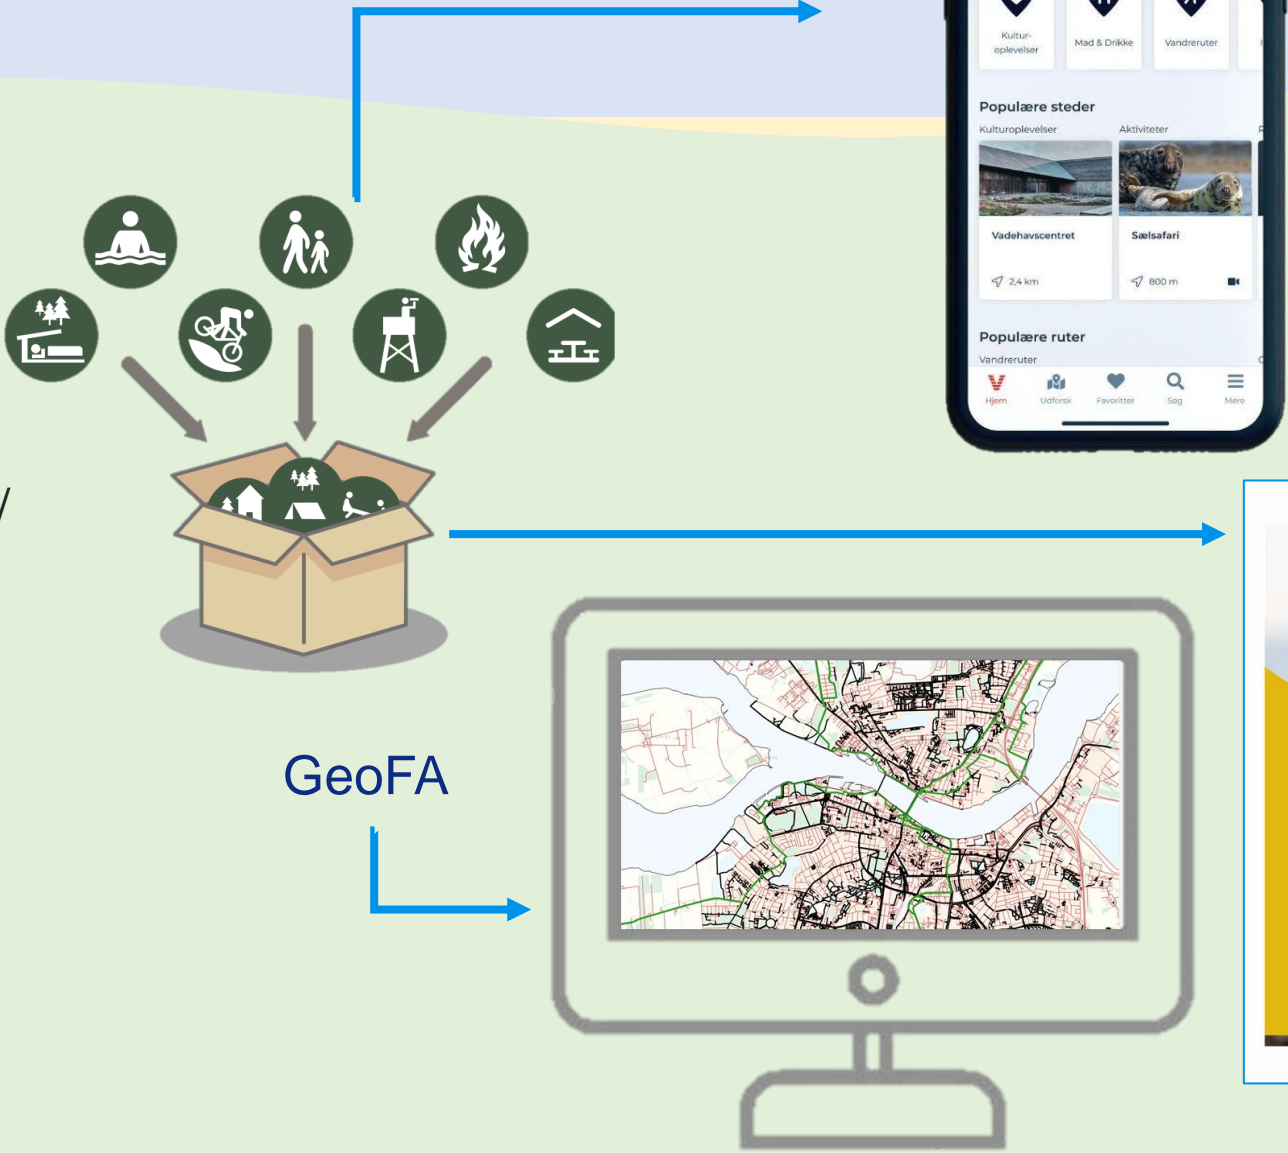 Kultur-
oplevelser
Mad & Drikke
Vandreruter
Populære steder
Kulturoplevelser
Aktiviteter
Vadehavscentret
Sælsafari
2,4 km
800 m
Populære ruter
Vandreruter
Hjem
Udforsk
Favoritter
Søg
Mere
GeoFA